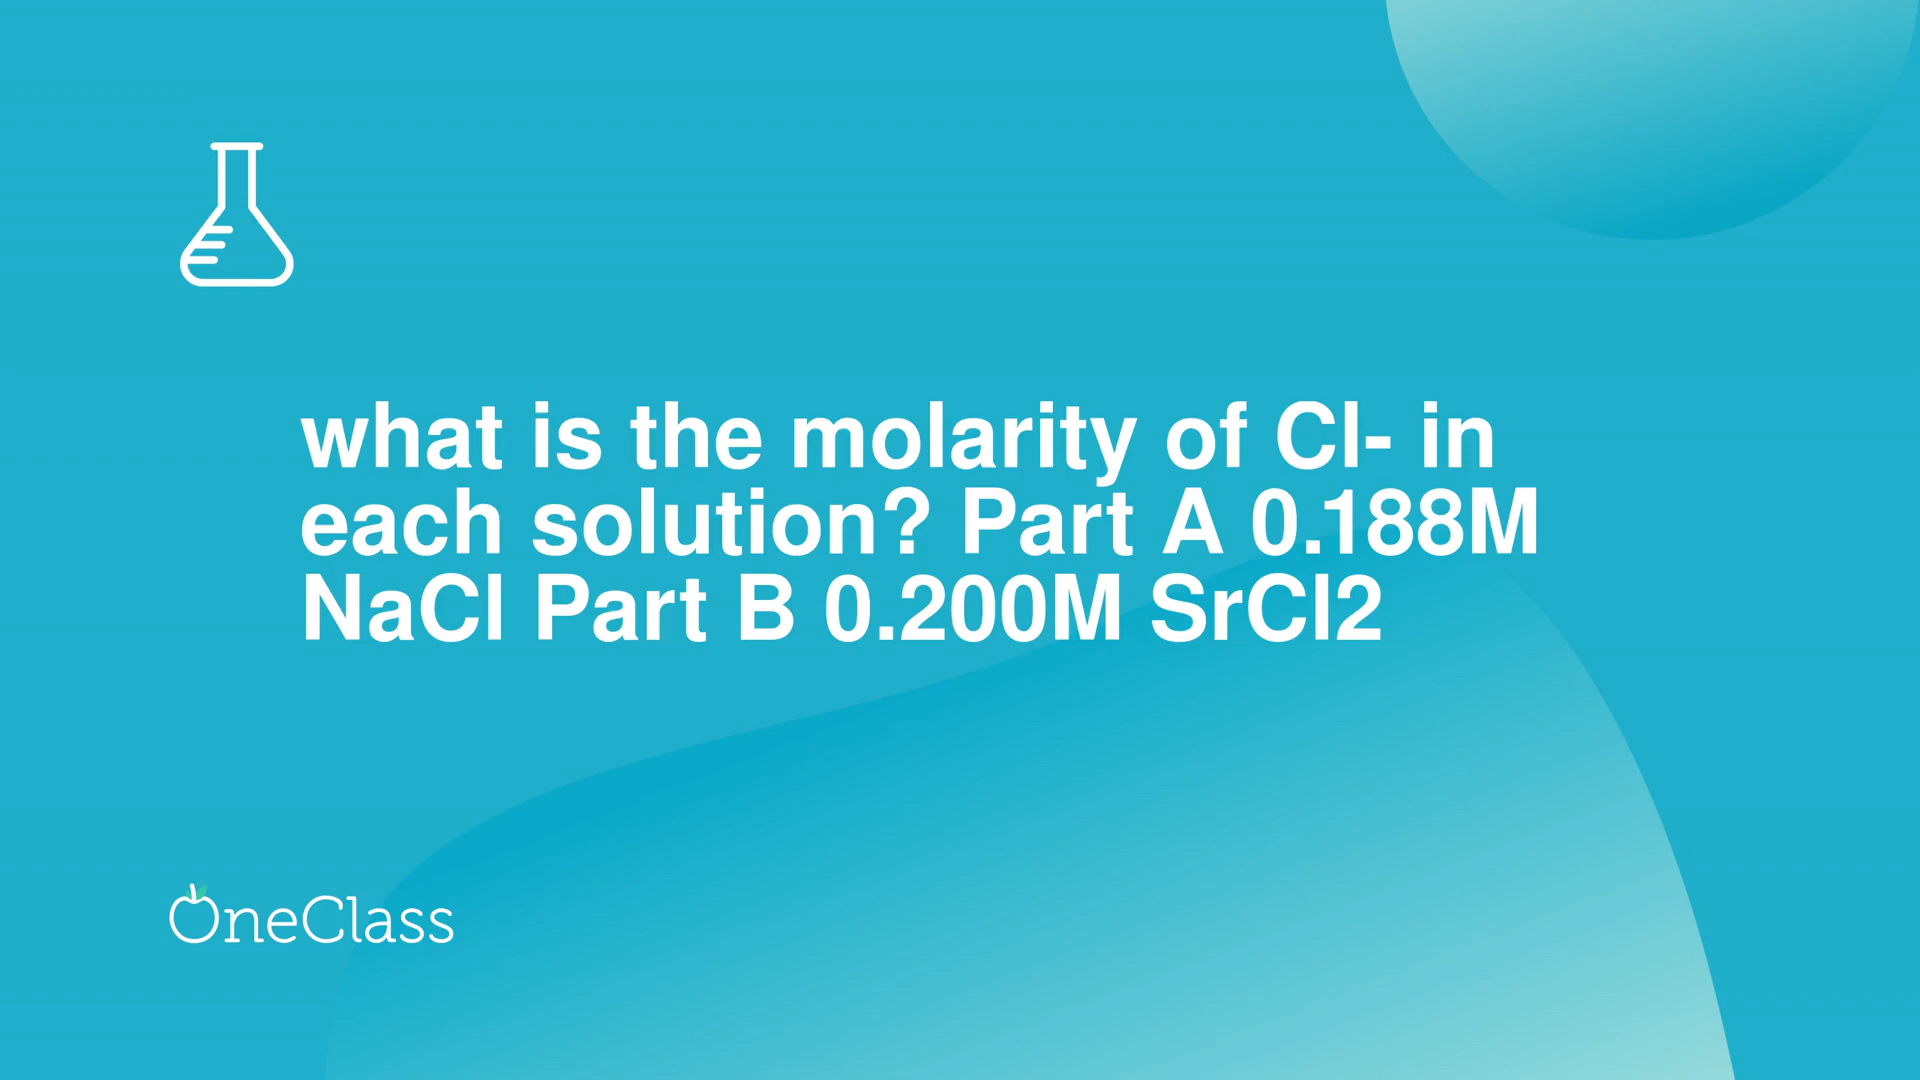 what is the molarity of Cl- in
each solution? Part A 0.188M
NaCl Part B 0.200M SrCl2
OneClass